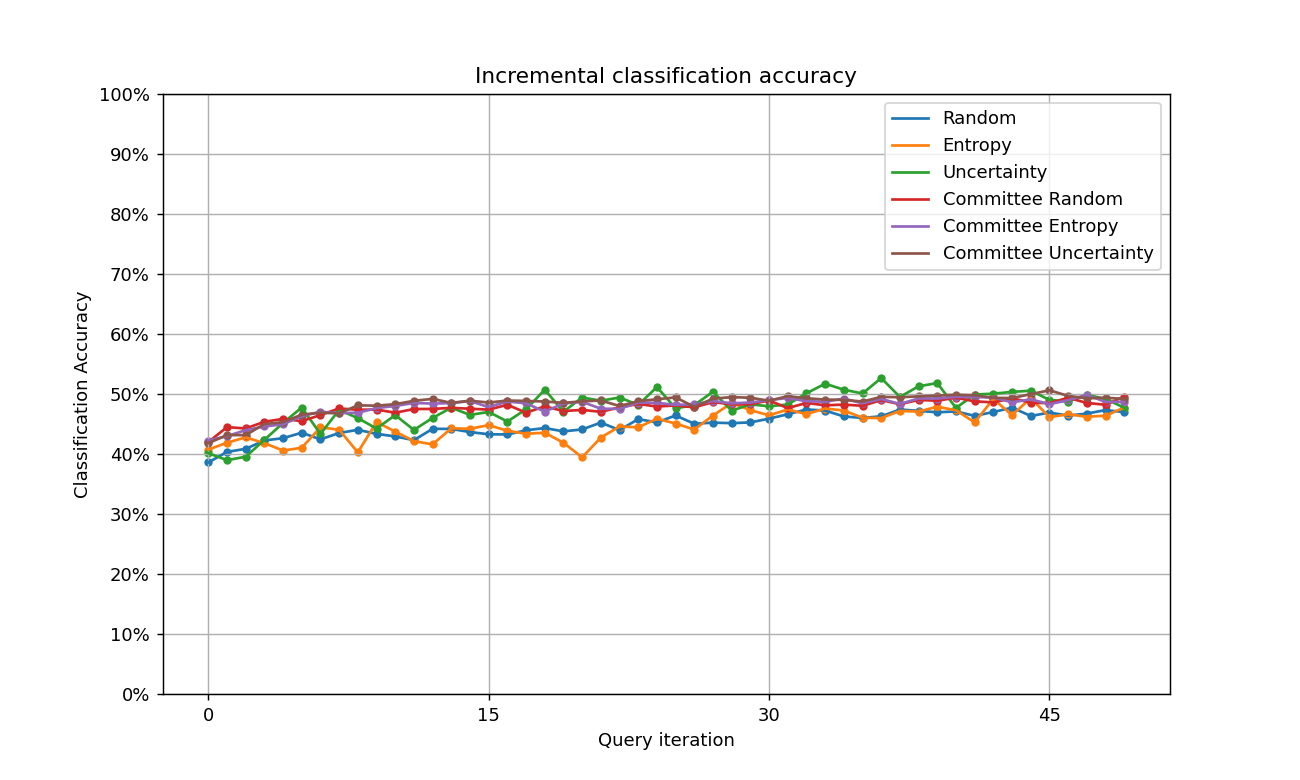 Incremental classification accuracy
100%
90%
80%
70%
60%
50%
40%
30%
20%
10%
0%
Classification Accuracy
Random
Entropy
Uncertainty
Committee Random
Committee Entropy
Committee Uncertainty
0 15 30 45
Query iteration